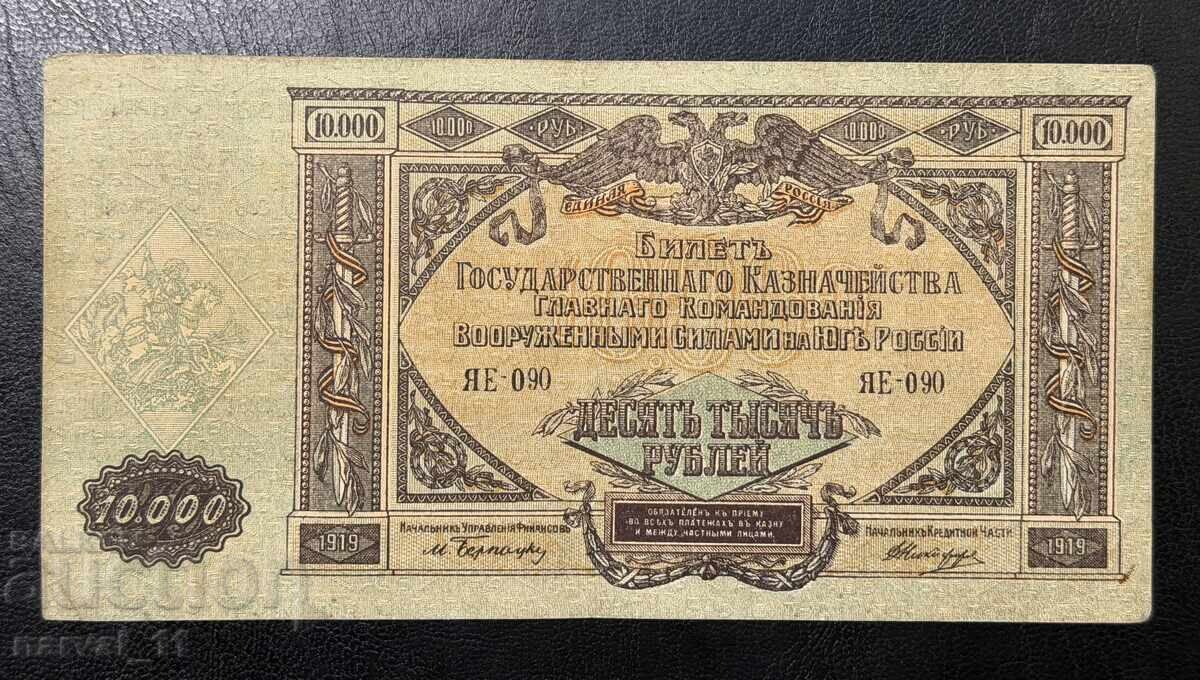 10.000 10.000 РУБ 10.000 РУБ 10.000
ЕДИНАЯ РОССІЯ
БИЛЕТЪ
ГОСУДАРСТВЕННАГО КАЗНАЧЕЙСТВА
ГЛАВНАГО КОМАНДОВАНІЯ
ВООРУЖЕННЫМИ СИЛАМИ НА ЮГѢ РОССІИ
ЯЕ-090 ЯЕ-090
ДЕСЯТЬ ТЫСЯЧЪ
РУБЛЕЙ
10.000
ОБЯЗАТЕЛЕНЪ КЪ ПРІЕМУ
ВО ВСѢХЪ ПЛАТЕЖАХЪ ВЪ КАЗНУ
И МЕЖДУ ЧАСТНЫМИ ЛИЦАМИ.
НАЧАЛЬНИКЪ УПРАВЛЕНІЯ ФИНАНСОВЪ
НАЧАЛЬНИКЪ КРЕДИТНОЙ ЧАСТИ
1919 1919
auction
narval_11